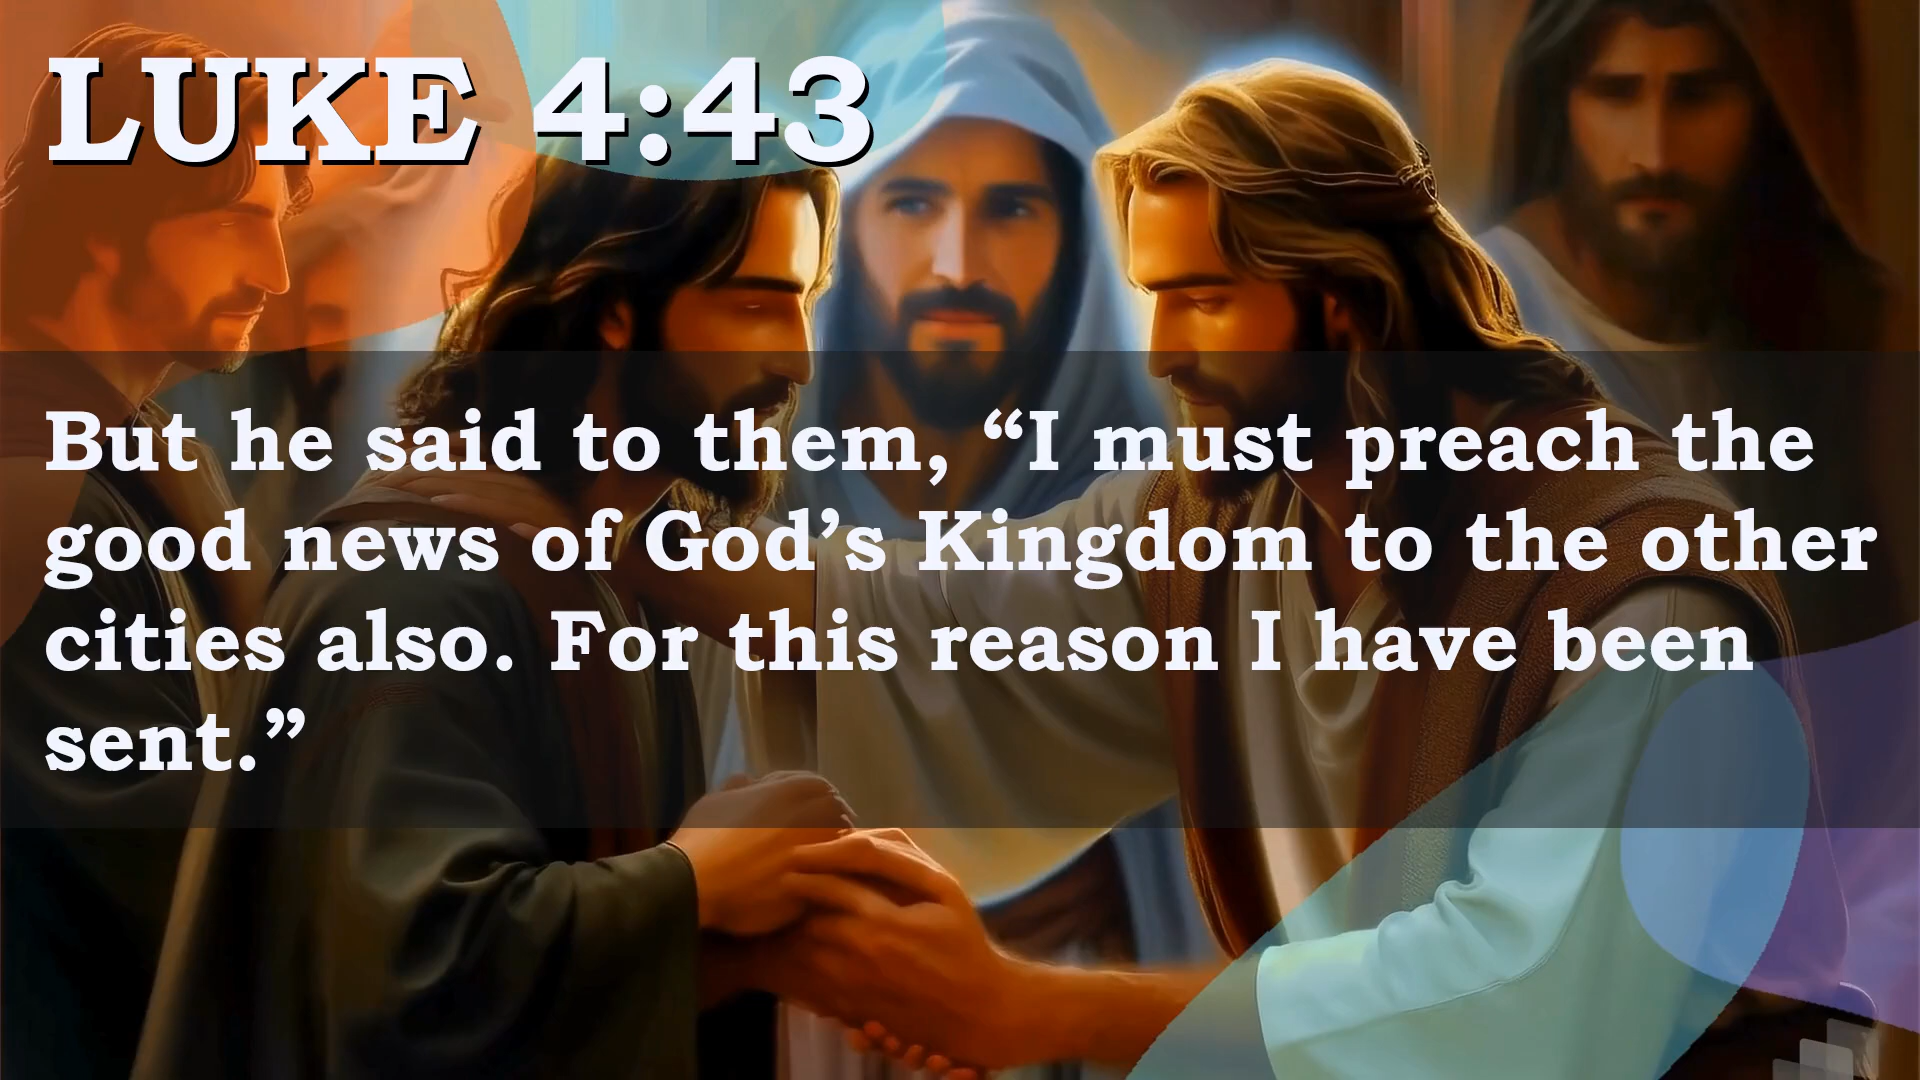 LUKE 4:43
But he said to them, “I must preach the
good news of God’s Kingdom to the other
cities also. For this reason I have been
sent.”